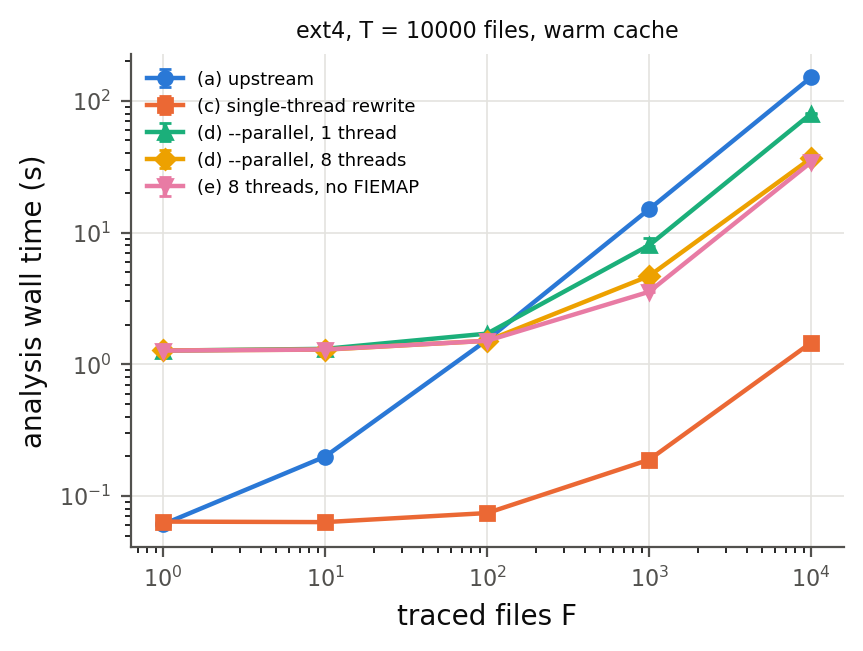 ext4, T = 10000 files, warm cache
(a) upstream
(c) single-thread rewrite
(d) --parallel, 1 thread
(d) --parallel, 8 threads
(e) 8 threads, no FIEMAP
analysis wall time (s)
10²
10¹
10⁰
10⁻¹
10⁰ 10¹ 10² 10³ 10⁴
traced files F